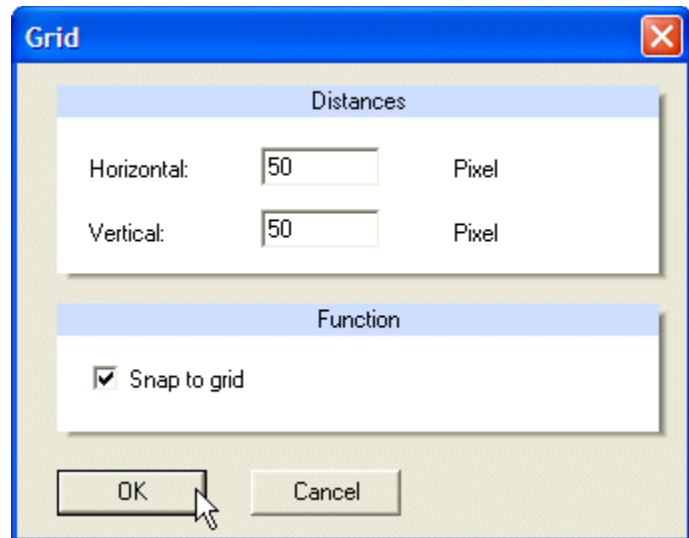 Grid
Distances
Horizontal: 50 Pixel
Vertical: 50 Pixel
Function
Snap to grid
OK Cancel